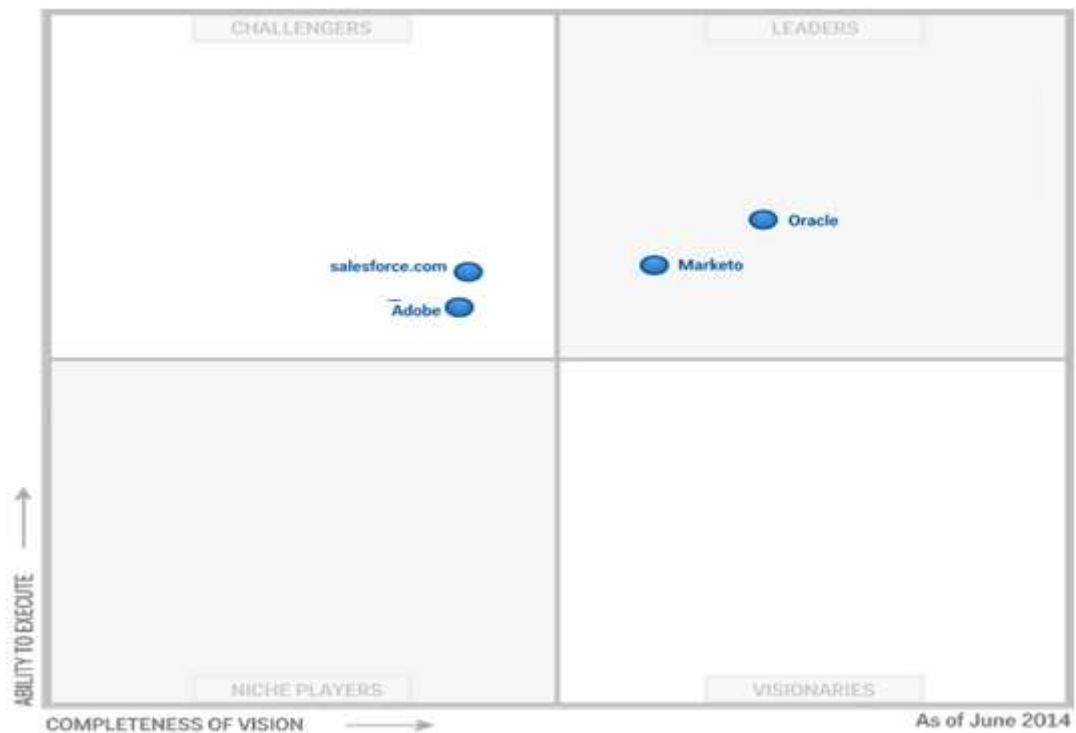 CHALLENGERS
LEADERS
Oracle
salesforce.com
Marketo
Adobe
ABILITY TO EXECUTE
NICHE PLAYERS
VISIONARIES
COMPLETENESS OF VISION
As of June 2014